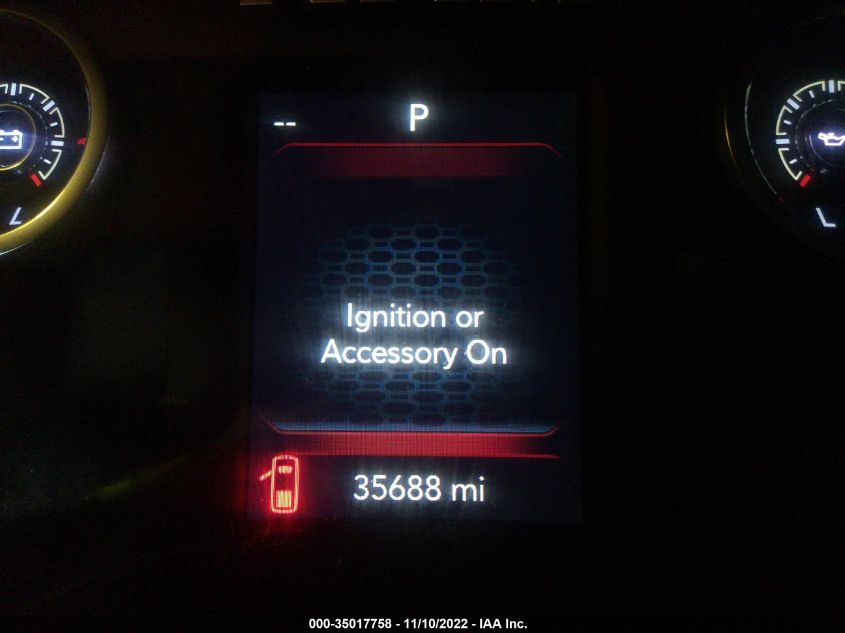 -- P
Ignition or
Accessory On
35688 mi
L
L
000-35017758 - 11/10/2022 - IAA Inc.